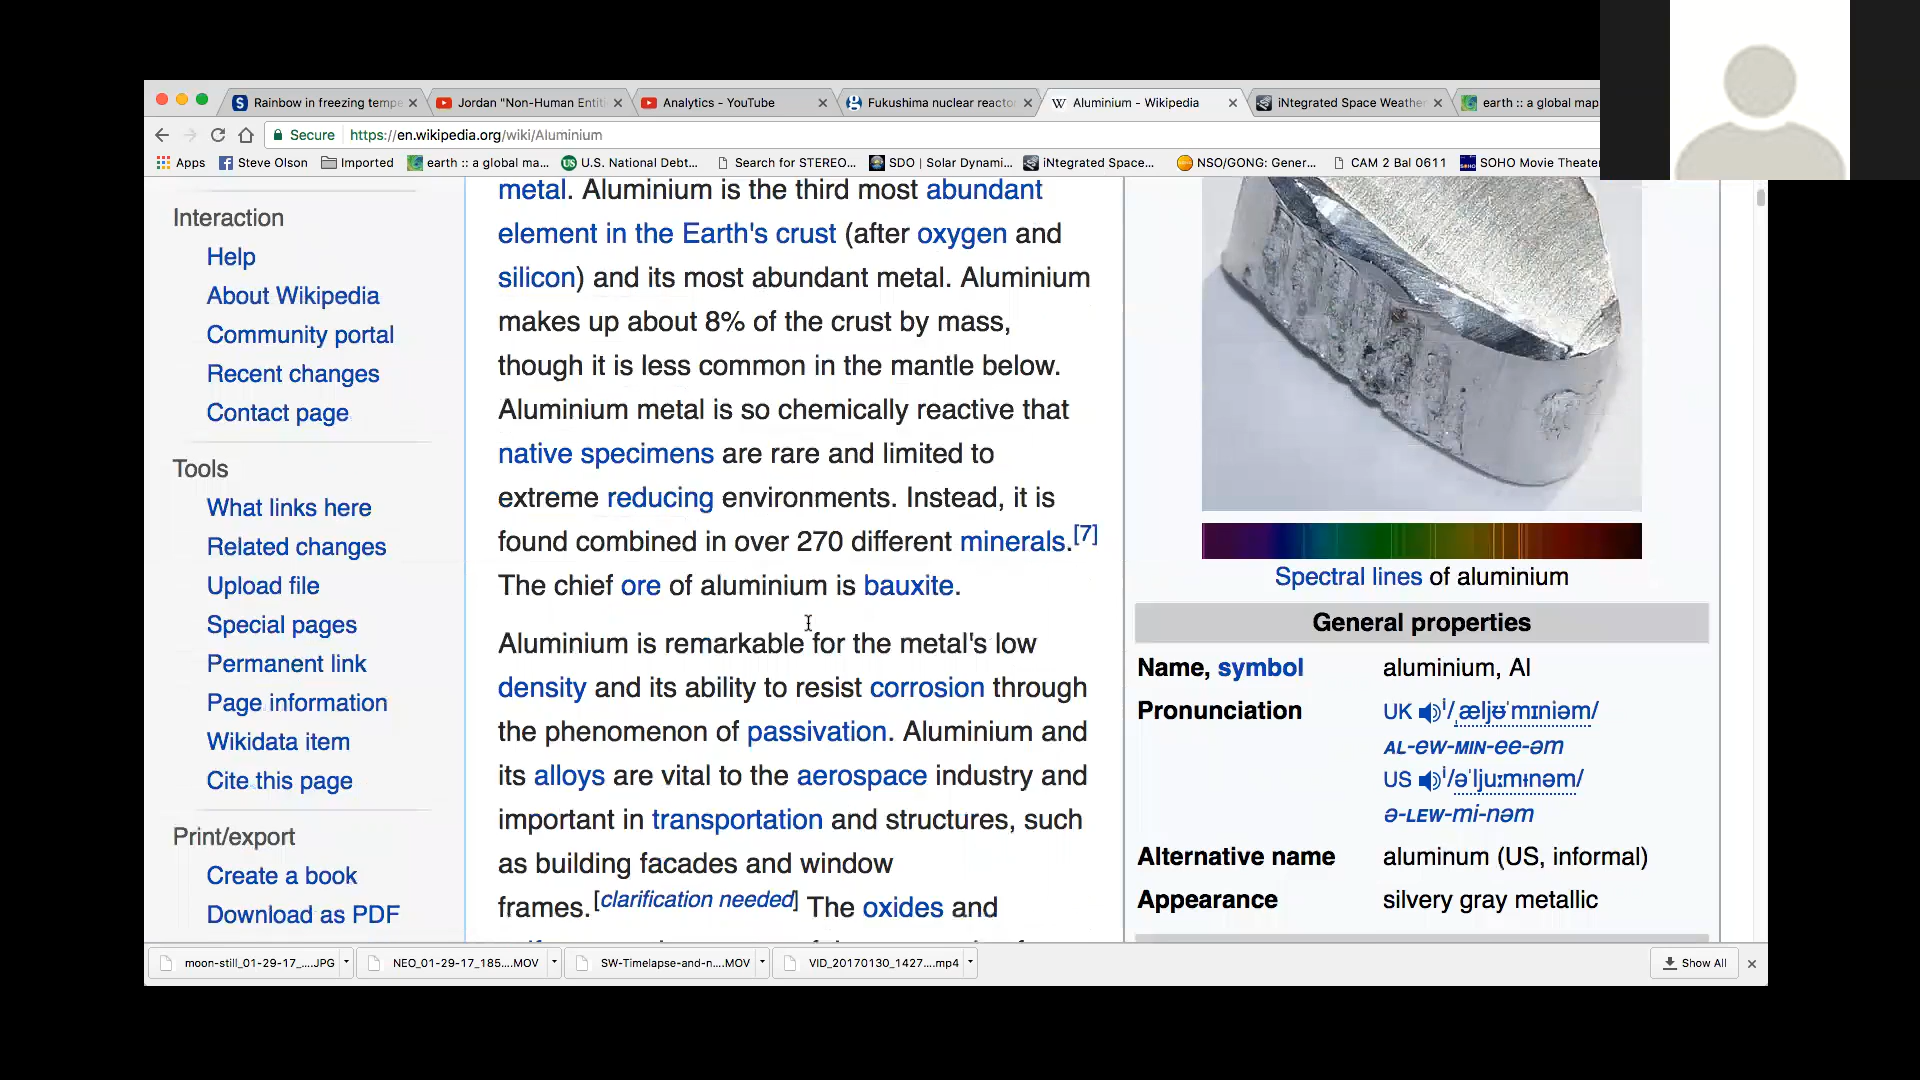 Rainbow in freezing tempe
Jordan "Non-Human Entiti
Analytics - YouTube
Fukushima nuclear reactor
Aluminium - Wikipedia
iNtegrated Space Weather
earth :: a global map
Secure https://en.wikipedia.org/wiki/Aluminium
Apps Steve Olson Imported earth :: a global ma... U.S. National Debt... Search for STEREO... SDO | Solar Dynami... iNtegrated Space... NSO/GONG: Gener... CAM 2 Bal 0611 SOHO Movie Theater
Interaction
Help
About Wikipedia
Community portal
Recent changes
Contact page
Tools
What links here
Related changes
Upload file
Special pages
Permanent link
Page information
Wikidata item
Cite this page
Print/export
Create a book
Download as PDF
metal. Aluminium is the third most abundant
element in the Earth's crust (after oxygen and
silicon) and its most abundant metal. Aluminium
makes up about 8% of the crust by mass,
though it is less common in the mantle below.
Aluminium metal is so chemically reactive that
native specimens are rare and limited to
extreme reducing environments. Instead, it is
found combined in over 270 different minerals.[7]
The chief ore of aluminium is bauxite.
Aluminium is remarkable for the metal's low
density and its ability to resist corrosion through
the phenomenon of passivation. Aluminium and
its alloys are vital to the aerospace industry and
important in transportation and structures, such
as building facades and window
frames.[clarification needed] The oxides and
Spectral lines of aluminium
General properties
Name, symbol aluminium, Al
Pronunciation UK /ˌæljʉˈmɪniəm/
AL-ew-MIN-ee-əm
US /əˈljuːmɪnəm/
ə-LEW-mi-nəm
Alternative name aluminum (US, informal)
Appearance silvery gray metallic
moon-still_01-29-17_....JPG
NEO_01-29-17_185....MOV
SW-Timelapse-and-n....MOV
VID_20170130_1427....mp4
Show All